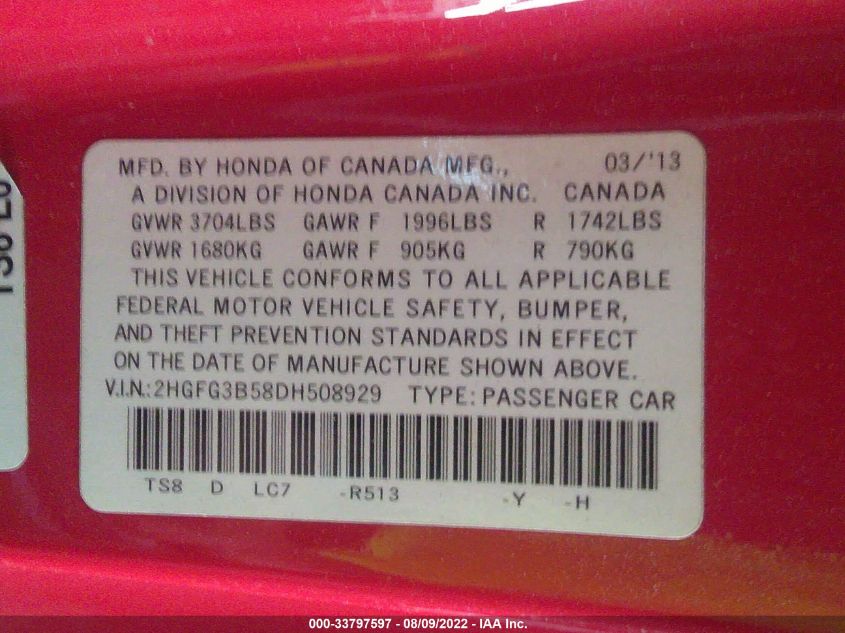 MFD. BY HONDA OF CANADA MFG., 03/'13
A DIVISION OF HONDA CANADA INC. CANADA
GVWR 3704LBS GAWR F 1996LBS R 1742LBS
GVWR 1680KG GAWR F 905KG R 790KG
THIS VEHICLE CONFORMS TO ALL APPLICABLE
FEDERAL MOTOR VEHICLE SAFETY, BUMPER,
AND THEFT PREVENTION STANDARDS IN EFFECT
ON THE DATE OF MANUFACTURE SHOWN ABOVE.
V.I.N.:2HGFG3B58DH508929 TYPE: PASSENGER CAR
TS8 D LC7 -R513 -Y -H
000-33797597 - 08/09/2022 - IAA Inc.